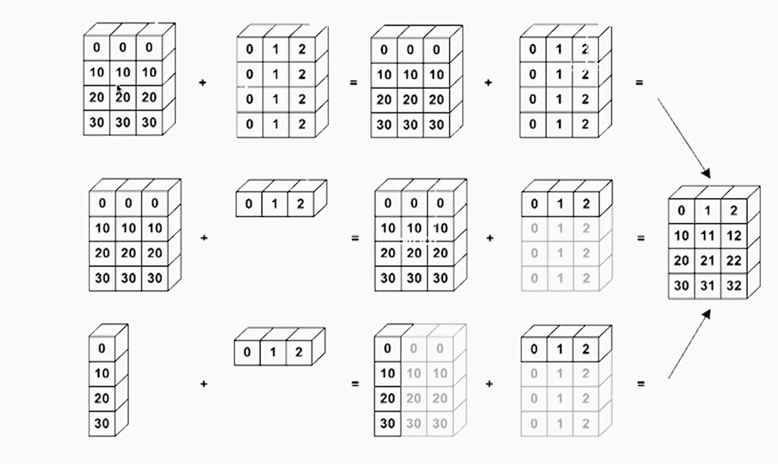 0 0 0 0 1 2 0 0 0 0 1 2
10 10 10 0 1 2 10 10 10 0 1 2
+ = + =
20 20 20 0 1 2 20 20 20 0 1 2
30 30 30 0 1 2 30 30 30 0 1 2
0 0 0 0 1 2 0 0 0 0 1 2 0 1 2
10 10 10 10 10 10 0 1 2 10 11 12
+ = + =
20 20 20 20 20 20 0 1 2 20 21 22
30 30 30 30 30 30 0 1 2 30 31 32
0 0 1 2 0 0 0 0 1 2
10 10 10 10 0 1 2
+ = + =
20 20 20 20 0 1 2
30 30 30 30 0 1 2